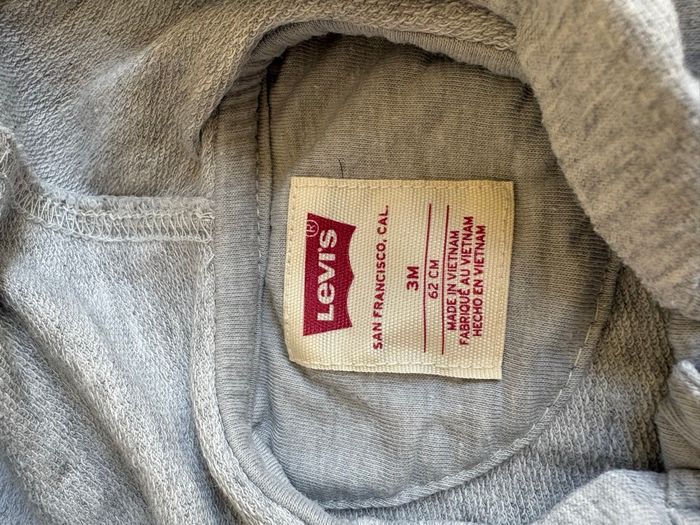 Levi's®
SAN FRANCISCO, CAL.
3M
62 CM
MADE IN VIETNAM
FABRIQUÉ AU VIETNAM
HECHO EN VIETNAM